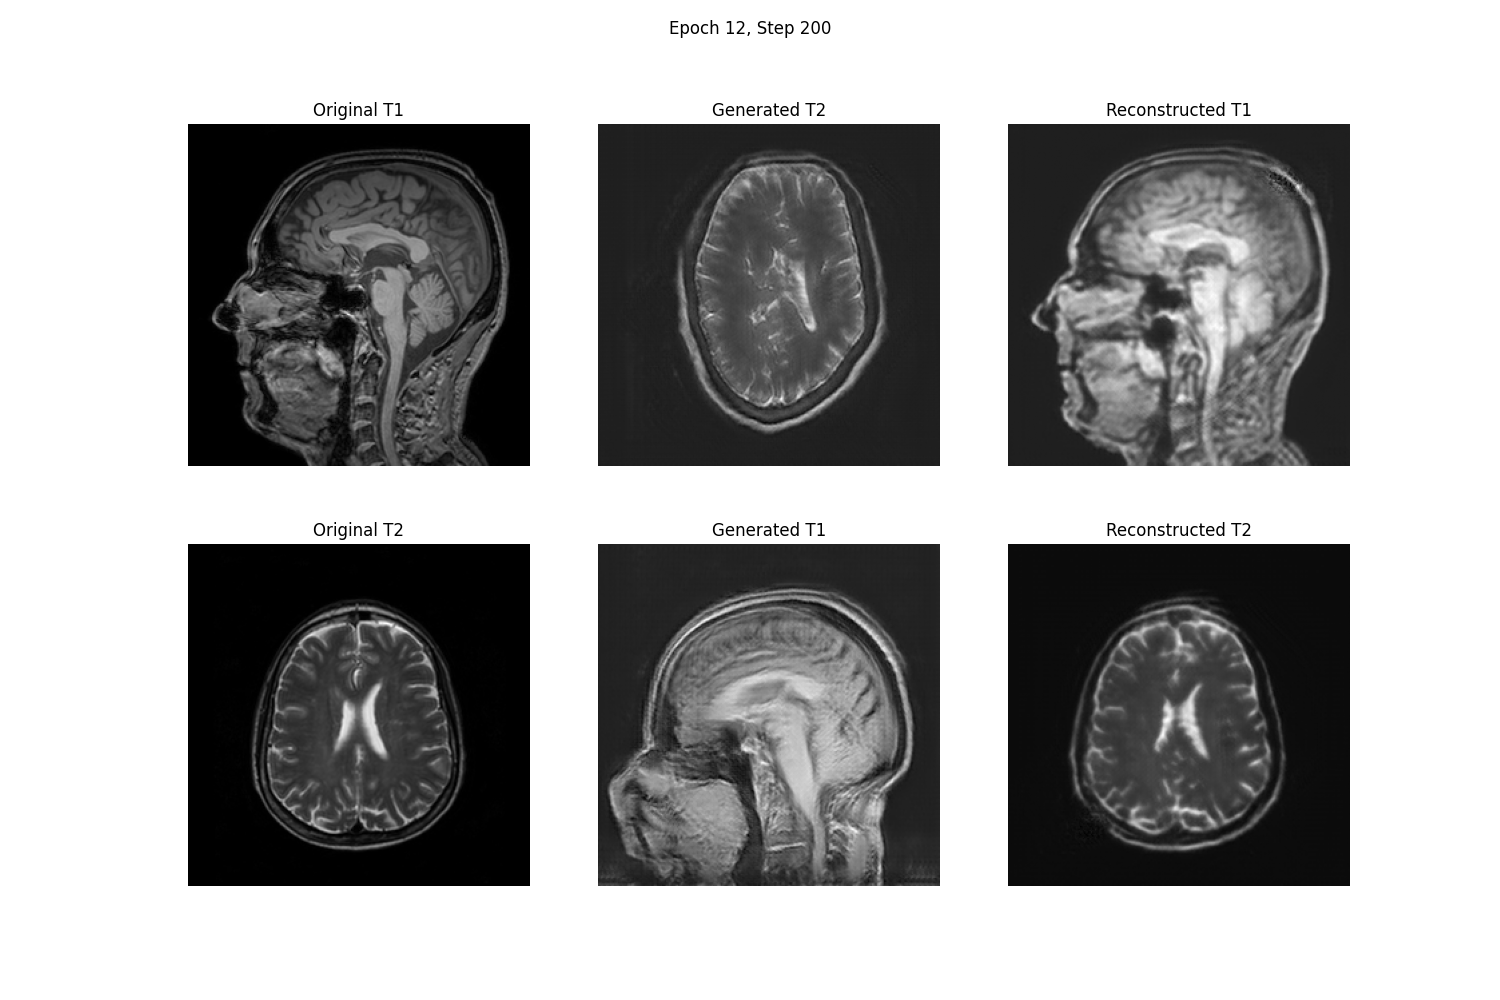 Epoch 12, Step 200
Original T1
Generated T2
Reconstructed T1
Original T2
Generated T1
Reconstructed T2